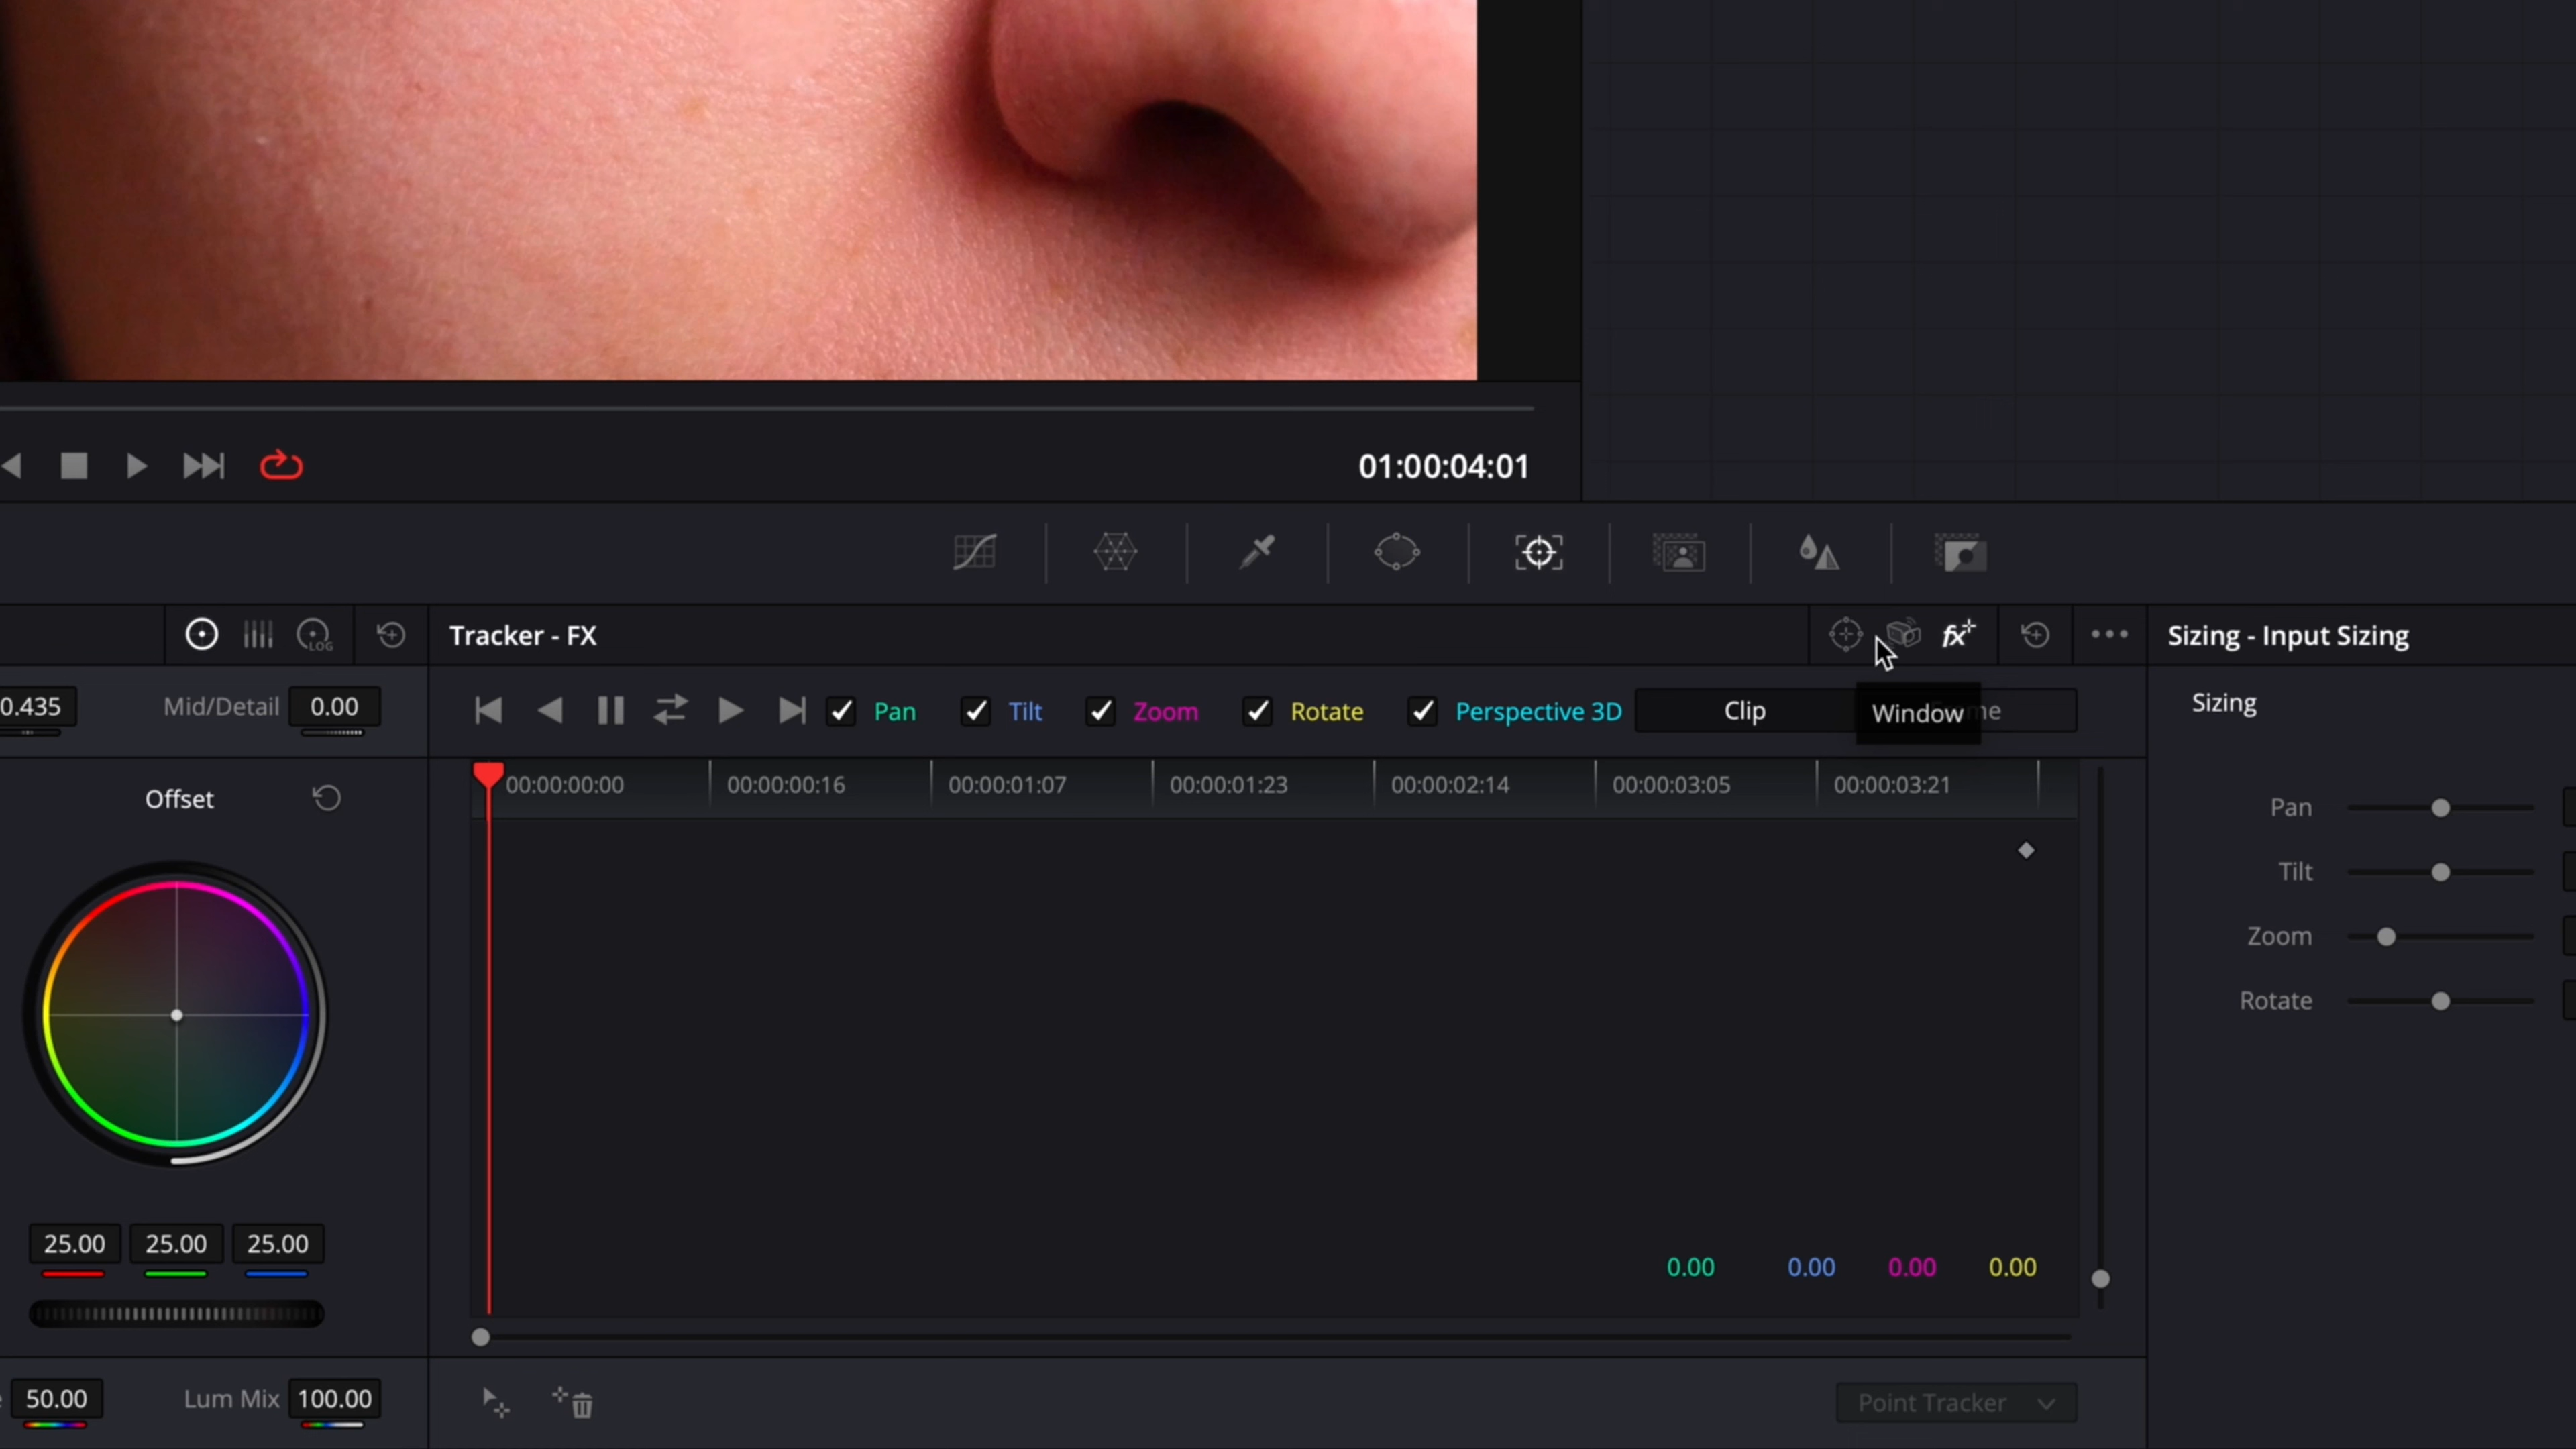 01:00:04:01
LOG
Tracker - FX
fx
Sizing - Input Sizing
0.435
Mid/Detail
0.00
Pan
Tilt
Zoom
Rotate
Perspective 3D
Clip
Window
me
Sizing
Offset
00:00:00:00
00:00:00:16
00:00:01:07
00:00:01:23
00:00:02:14
00:00:03:05
00:00:03:21
Pan
Tilt
Zoom
Rotate
25.00
25.00
25.00
0.00
0.00
0.00
0.00
50.00
Lum Mix
100.00
Point Tracker